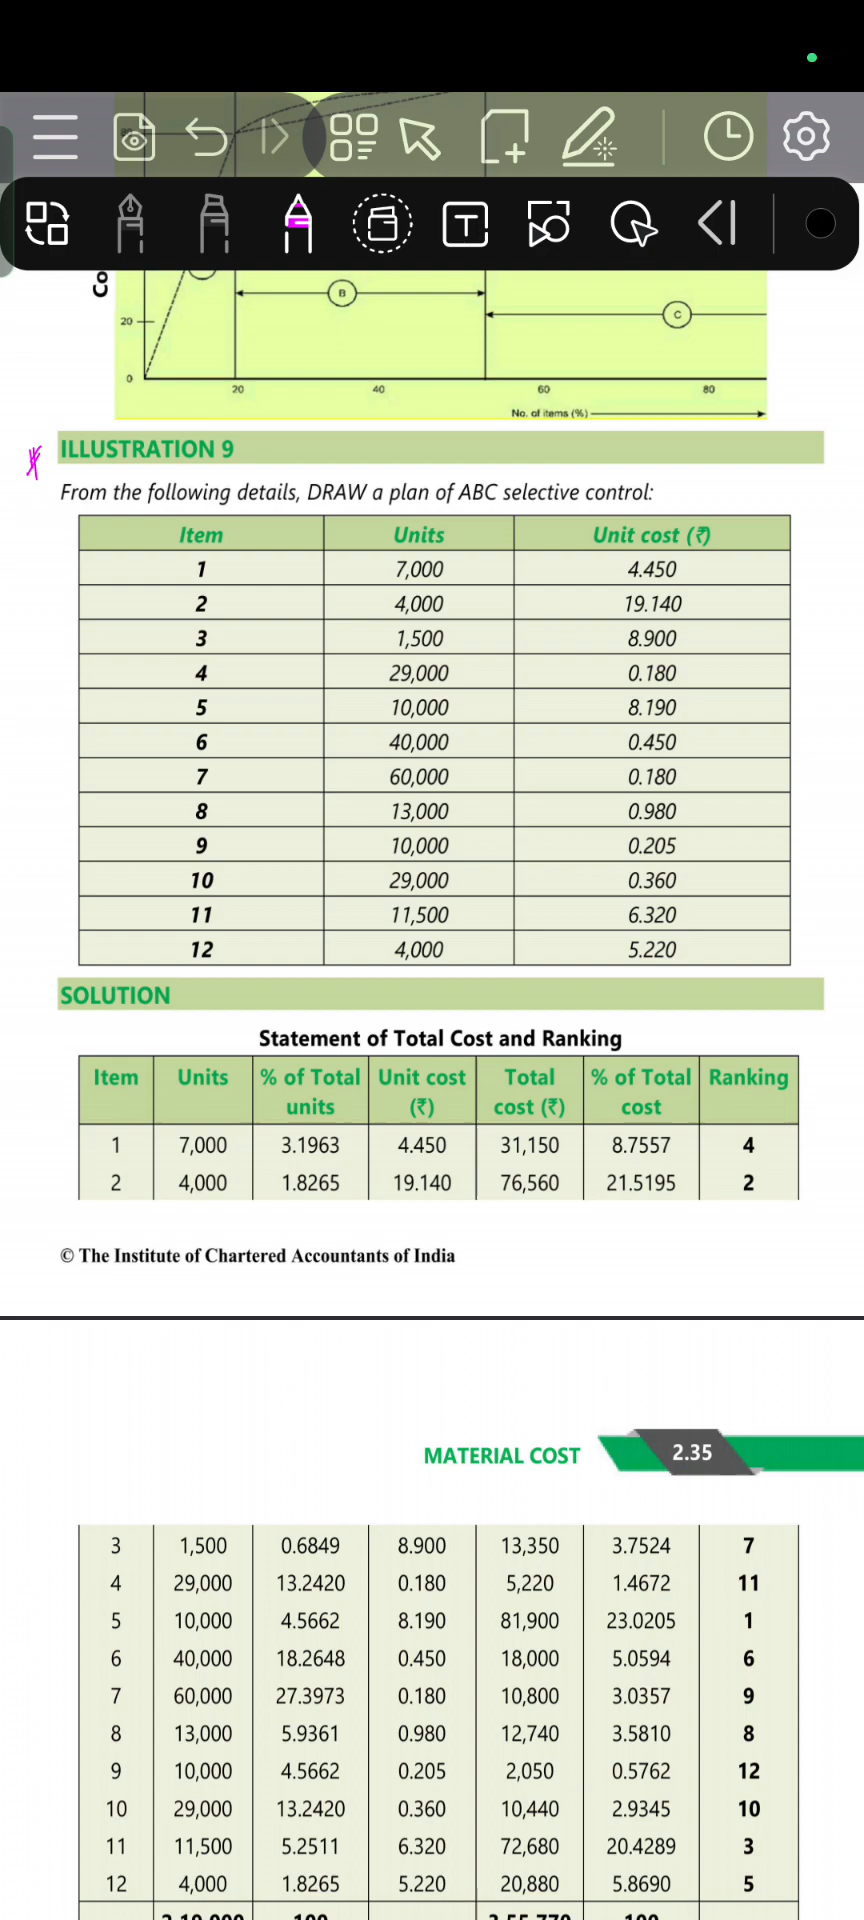 T
Co
B
C
20
0
20
40
60
80
No. of items (%)
ILLUSTRATION 9
From the following details, DRAW a plan of ABC selective control:
Item Units Unit cost (₹)
1 7,000 4.450
2 4,000 19.140
3 1,500 8.900
4 29,000 0.180
5 10,000 8.190
6 40,000 0.450
7 60,000 0.180
8 13,000 0.980
9 10,000 0.205
10 29,000 0.360
11 11,500 6.320
12 4,000 5.220
SOLUTION
Statement of Total Cost and Ranking
Item Units % of Total units Unit cost (₹) Total cost (₹) % of Total cost Ranking
1 7,000 3.1963 4.450 31,150 8.7557 4
2 4,000 1.8265 19.140 76,560 21.5195 2
© The Institute of Chartered Accountants of India
MATERIAL COST 2.35
3 1,500 0.6849 8.900 13,350 3.7524 7
4 29,000 13.2420 0.180 5,220 1.4672 11
5 10,000 4.5662 8.190 81,900 23.0205 1
6 40,000 18.2648 0.450 18,000 5.0594 6
7 60,000 27.3973 0.180 10,800 3.0357 9
8 13,000 5.9361 0.980 12,740 3.5810 8
9 10,000 4.5662 0.205 2,050 0.5762 12
10 29,000 13.2420 0.360 10,440 2.9345 10
11 11,500 5.2511 6.320 72,680 20.4289 3
12 4,000 1.8265 5.220 20,880 5.8690 5
2,19,000 100 3,55,770 100